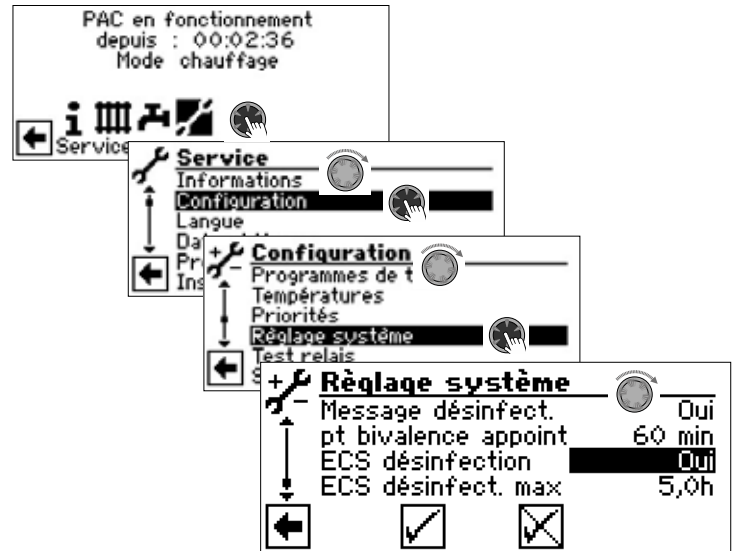 PAC en fonctionnement
depuis : 00:02:36
Mode chauffage
Service
Service
Informations
Configuration
Langue
Configuration
Programmes de t
Températures
Priorités
Règlage système
Test relais
Règlage système
Message désinfect. Oui
pt bivalence appoint 60 min
ECS désinfection Oui
ECS désinfect. max 5,0h